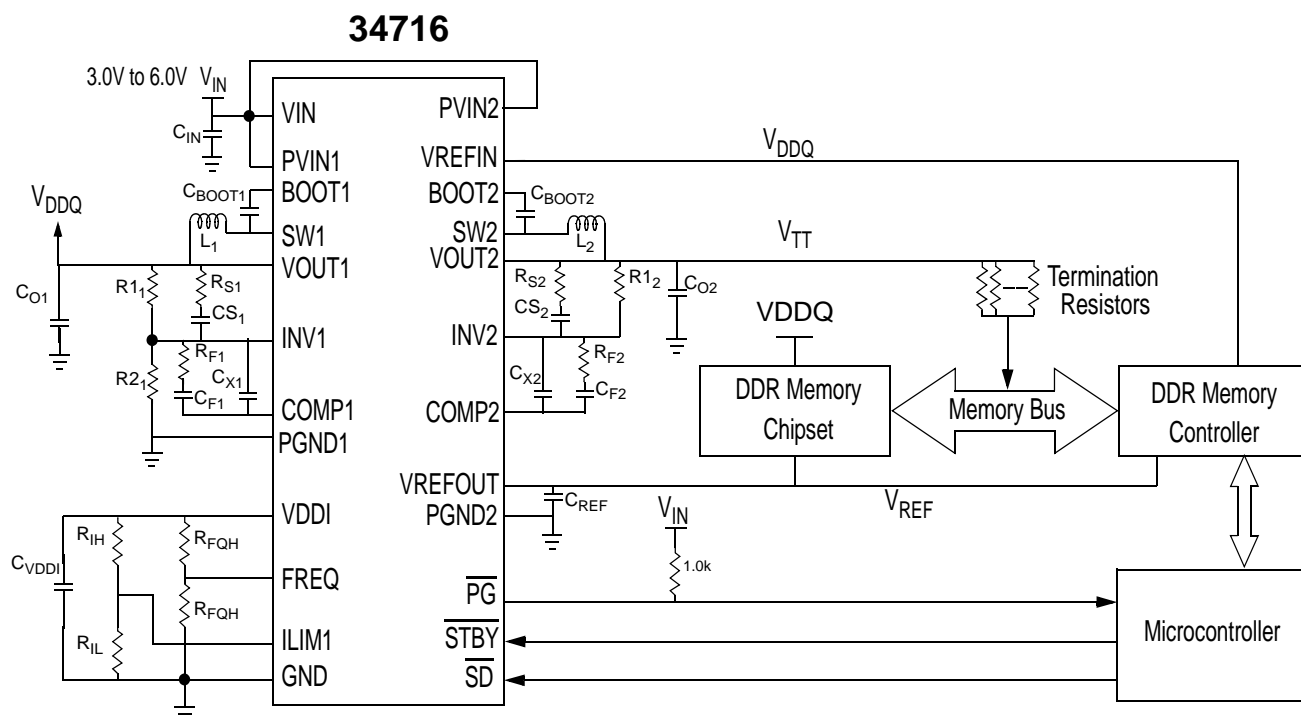 34716
3.0V to 6.0V VIN
CIN
VIN
PVIN1
BOOT1
SW1
VOUT1
INV1
COMP1
PGND1
VDDI
FREQ
ILIM1
GND
PVIN2
VREFIN
BOOT2
SW2
VOUT2
INV2
COMP2
VREFOUT
PGND2
PG
STBY
SD
CBOOT1
VDDQ
L1
CO1
R11
RS1
CS1
RF1
R21
CX1
CF1
RIH
RFQH
CVDDI
RFQH
RIL
VDDQ
CBOOT2
L2
VTT
RS2
R12
CO2
CS2
Termination
Resistors
VDDQ
RF2
CX2
CF2
DDR Memory
Chipset
Memory Bus
DDR Memory
Controller
CREF
VREF
VIN
1.0k
Microcontroller